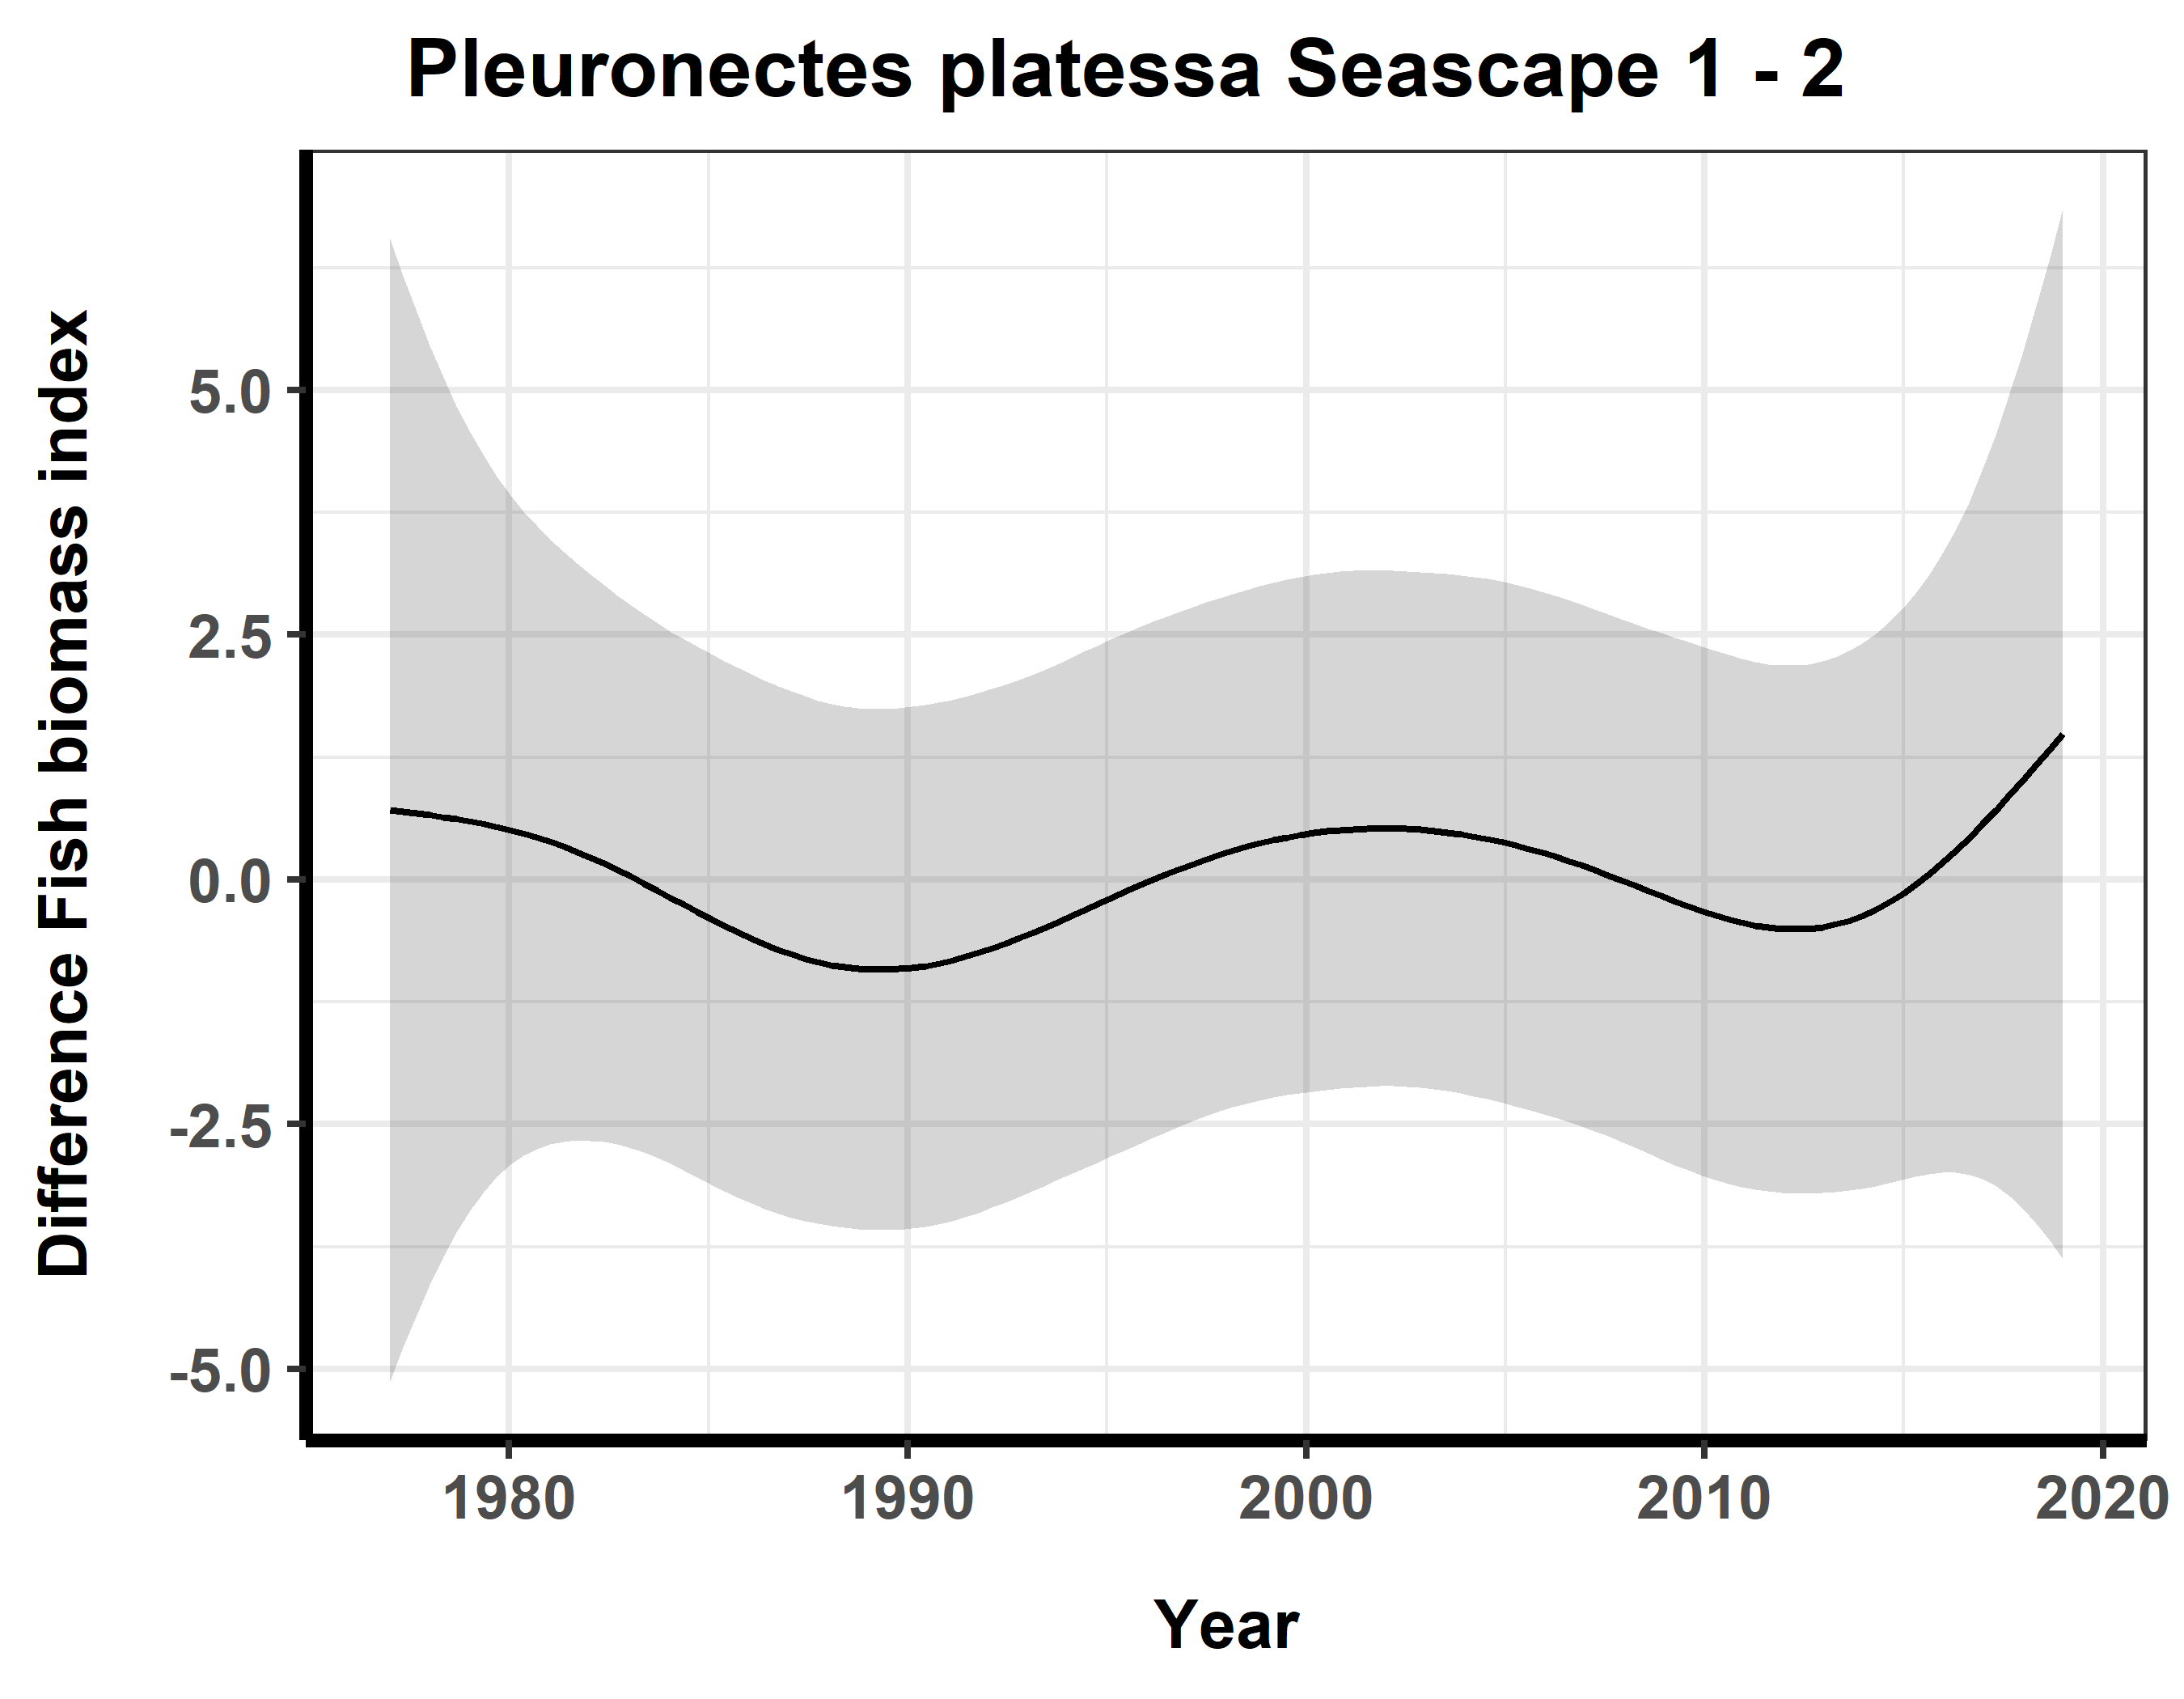 Pleuronectes platessa Seascape 1 - 2
Difference Fish biomass index
5.0
2.5
0.0
-2.5
-5.0
1980 1990 2000 2010 2020
Year